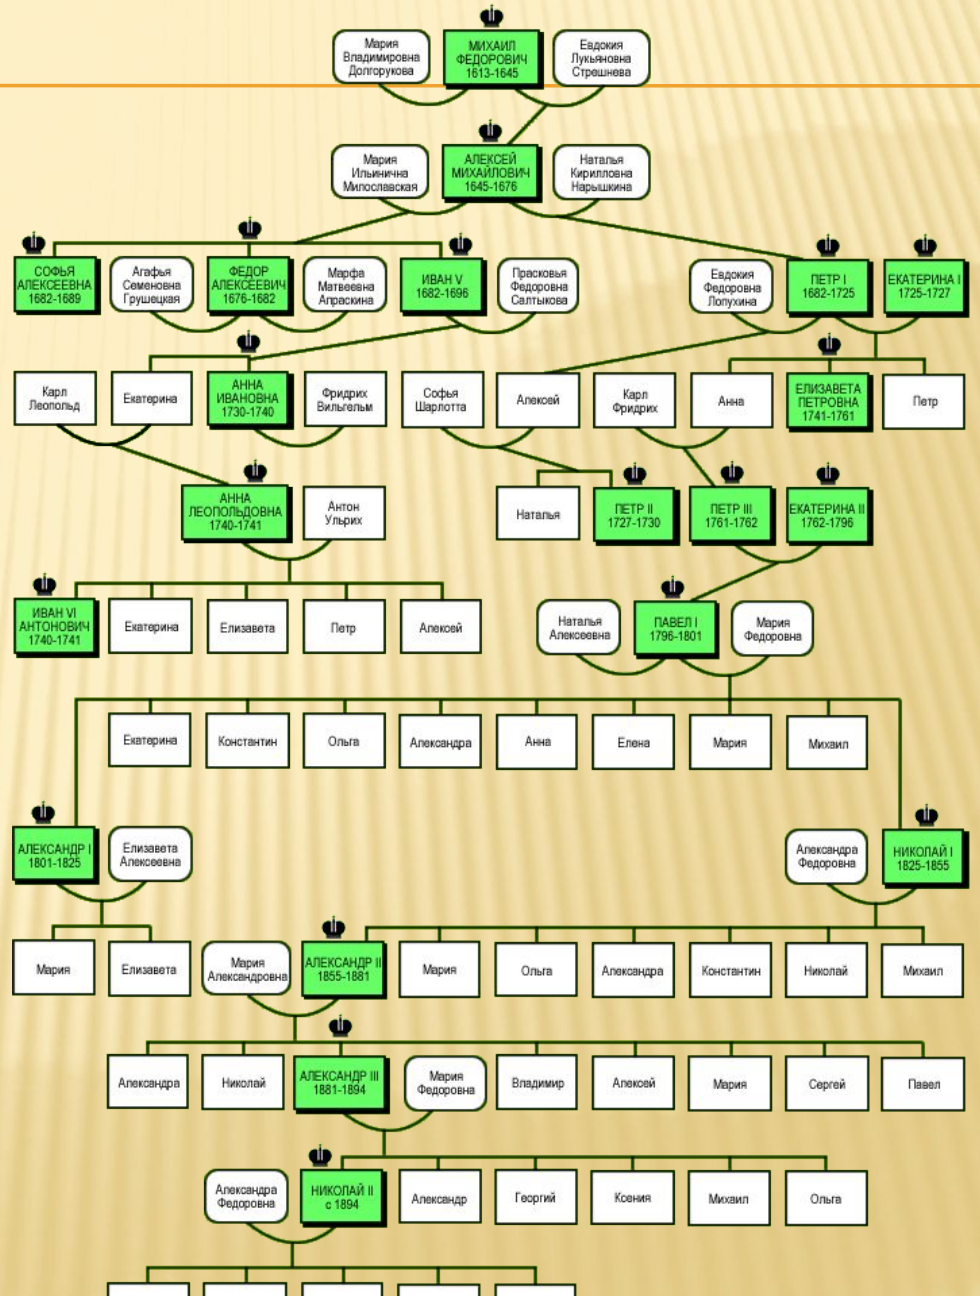 Мария
Владимировна
Долгорукова
МИХАИЛ
ФЕДОРОВИЧ
1613-1645
Евдокия
Лукьяновна
Стрешнева
Мария
Ильинична
Милославская
АЛЕКСЕЙ
МИХАЙЛОВИЧ
1645-1676
Наталья
Кирилловна
Нарышкина
СОФЬЯ
АЛЕКСЕЕВНА
1682-1689
Агафья
Семеновна
Грушецкая
ФЕДОР
АЛЕКСЕЕВИЧ
1676-1682
Марфа
Матвеевна
Апраскина
ИВАН V
1682-1696
Прасковья
Федоровна
Салтыкова
Евдокия
Федоровна
Лопухина
ПЕТР I
1682-1725
ЕКАТЕРИНА I
1725-1727
Карл
Леопольд
Екатерина
АННА
ИВАНОВНА
1730-1740
Фридрих
Вильгельм
Софья
Шарлотта
Алексей
Карл
Фридрих
Анна
ЕЛИЗАВЕТА
ПЕТРОВНА
1741-1761
Петр
АННА
ЛЕОПОЛЬДОВНА
1740-1741
Антон
Ульрих
Наталья
ПЕТР II
1727-1730
ПЕТР III
1761-1762
ЕКАТЕРИНА II
1762-1796
ИВАН VI
АНТОНОВИЧ
1740-1741
Екатерина
Елизавета
Петр
Алексей
Наталья
Алексеевна
ПАВЕЛ I
1796-1801
Мария
Федоровна
Екатерина
Константин
Ольга
Александра
Анна
Елена
Мария
Михаил
АЛЕКСАНДР I
1801-1825
Елизавета
Алексеевна
Александра
Федоровна
НИКОЛАЙ I
1825-1855
Мария
Елизавета
Мария
Александровна
АЛЕКСАНДР II
1855-1881
Мария
Ольга
Александра
Константин
Николай
Михаил
Александра
Николай
АЛЕКСАНДР III
1881-1894
Мария
Федоровна
Владимир
Алексей
Мария
Сергей
Павел
Александра
Федоровна
НИКОЛАЙ II
с 1894
Александр
Георгий
Ксения
Михаил
Ольга